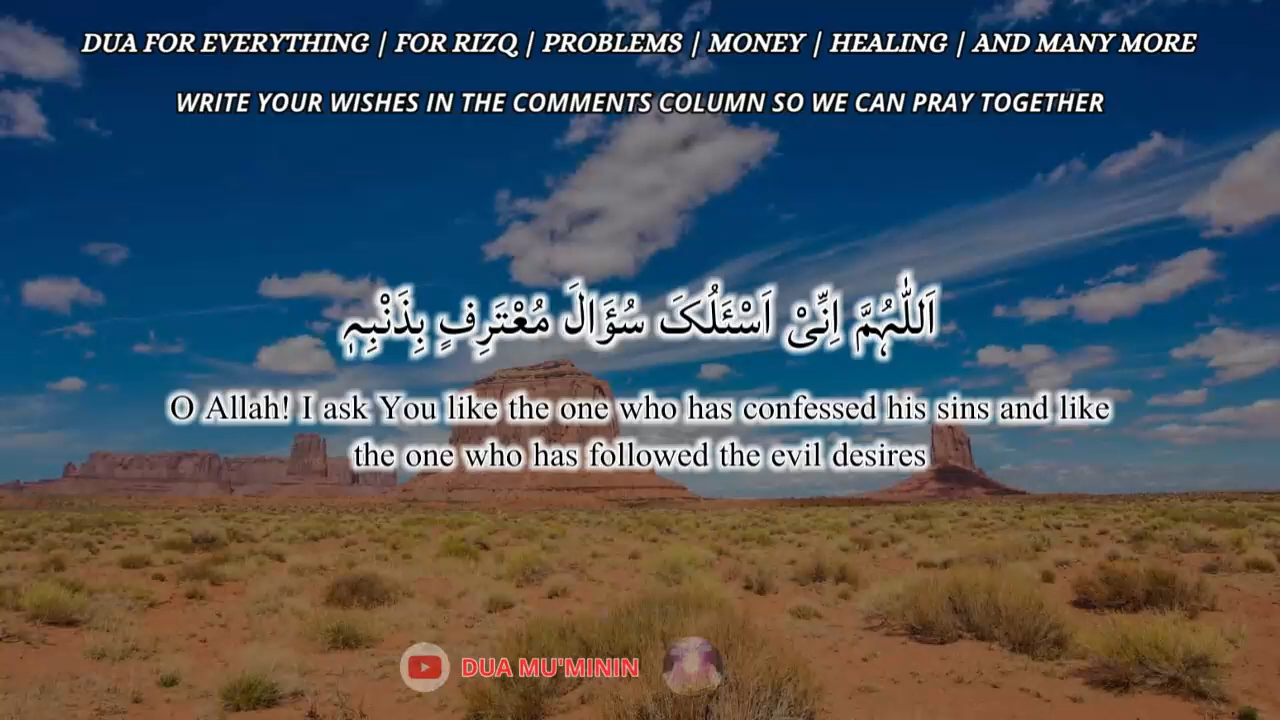 DUA FOR EVERYTHING | FOR RIZQ | PROBLEMS | MONEY | HEALING | AND MANY MORE
WRITE YOUR WISHES IN THE COMMENTS COLUMN SO WE CAN PRAY TOGETHER
اَللّٰہُمَّ اِنِّیْ اَسْئَلُکَ سُؤَالَ مُعْتَرِفٍ بِذَنْبِہٖ
O Allah! I ask You like the one who has confessed his sins and like
the one who has followed the evil desires
DUA MU'MININ